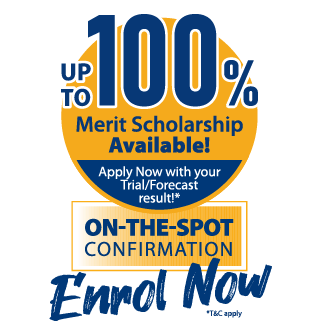 UP TO 100%
Merit Scholarship
Available!
Apply Now with your
Trial/Forecast
result!*
ON-THE-SPOT
CONFIRMATION
Enrol Now
*T&C apply